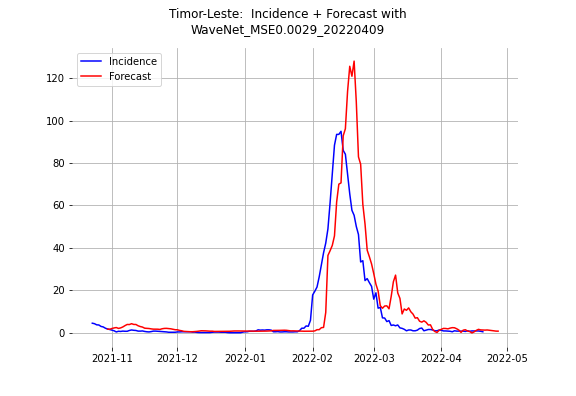 Timor-Leste:  Incidence + Forecast with
WaveNet_MSE0.0029_20220409
Incidence
Forecast
120
100
80
60
40
20
0
2021-11 2021-12 2022-01 2022-02 2022-03 2022-04 2022-05